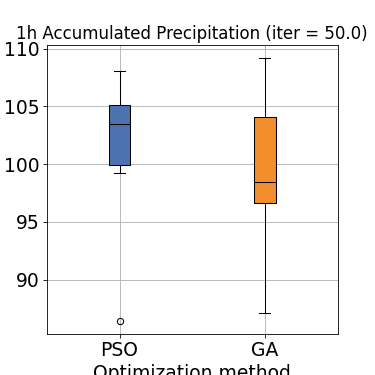 1h Accumulated Precipitation (iter = 50.0)
110
105
100
95
90
PSO GA
Optimization method